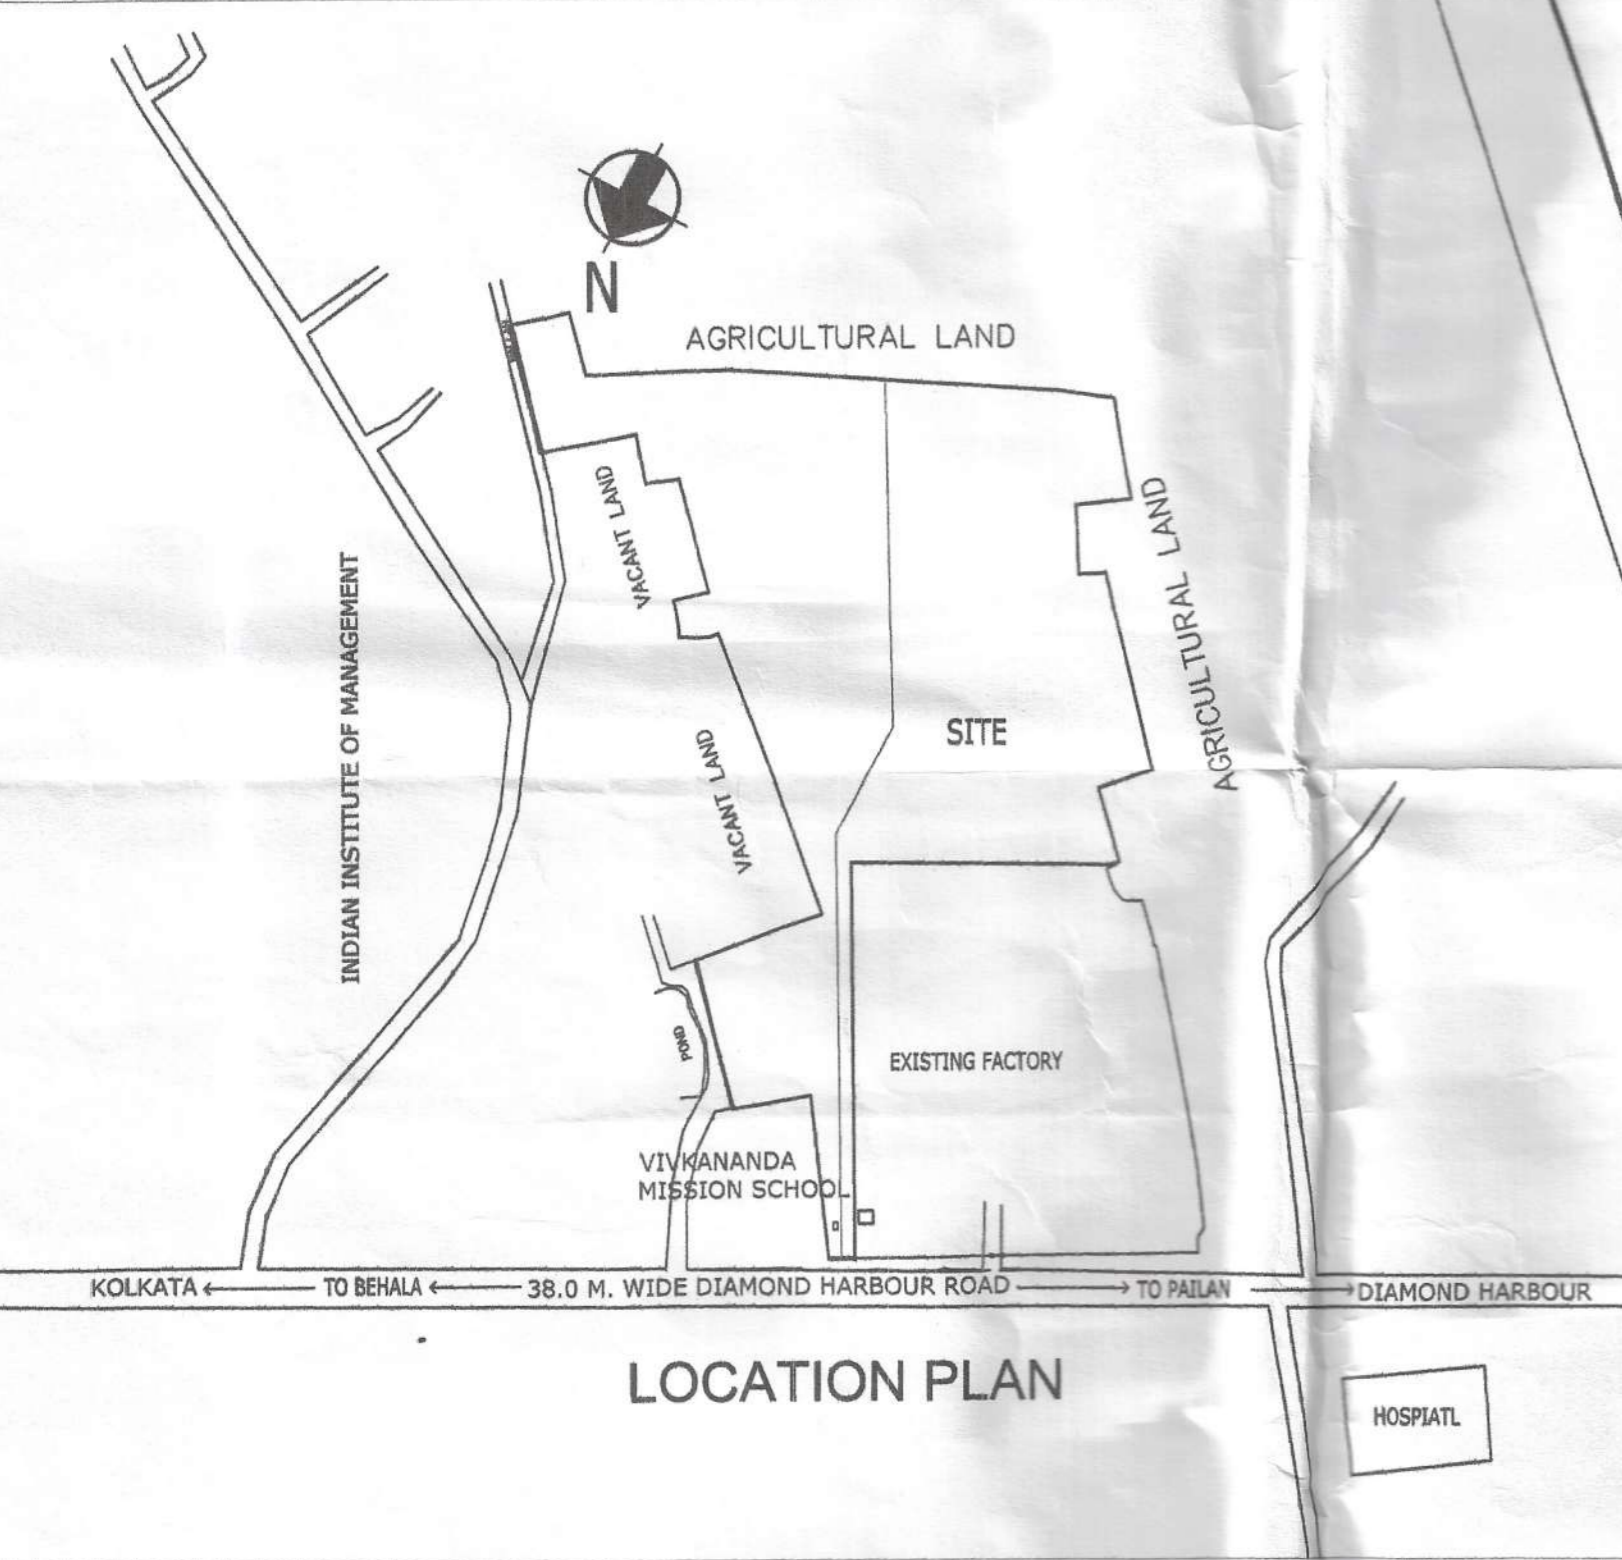 N
AGRICULTURAL LAND
VACANT LAND
AGRICULTURAL LAND
INDIAN INSTITUTE OF MANAGEMENT
SITE
VACANT LAND
POND
EXISTING FACTORY
VIVKANANDA
MISSION SCHOOL
KOLKATA TO BEHALA 38.0 M. WIDE DIAMOND HARBOUR ROAD TO PAILAN DIAMOND HARBOUR
LOCATION PLAN
HOSPIATL